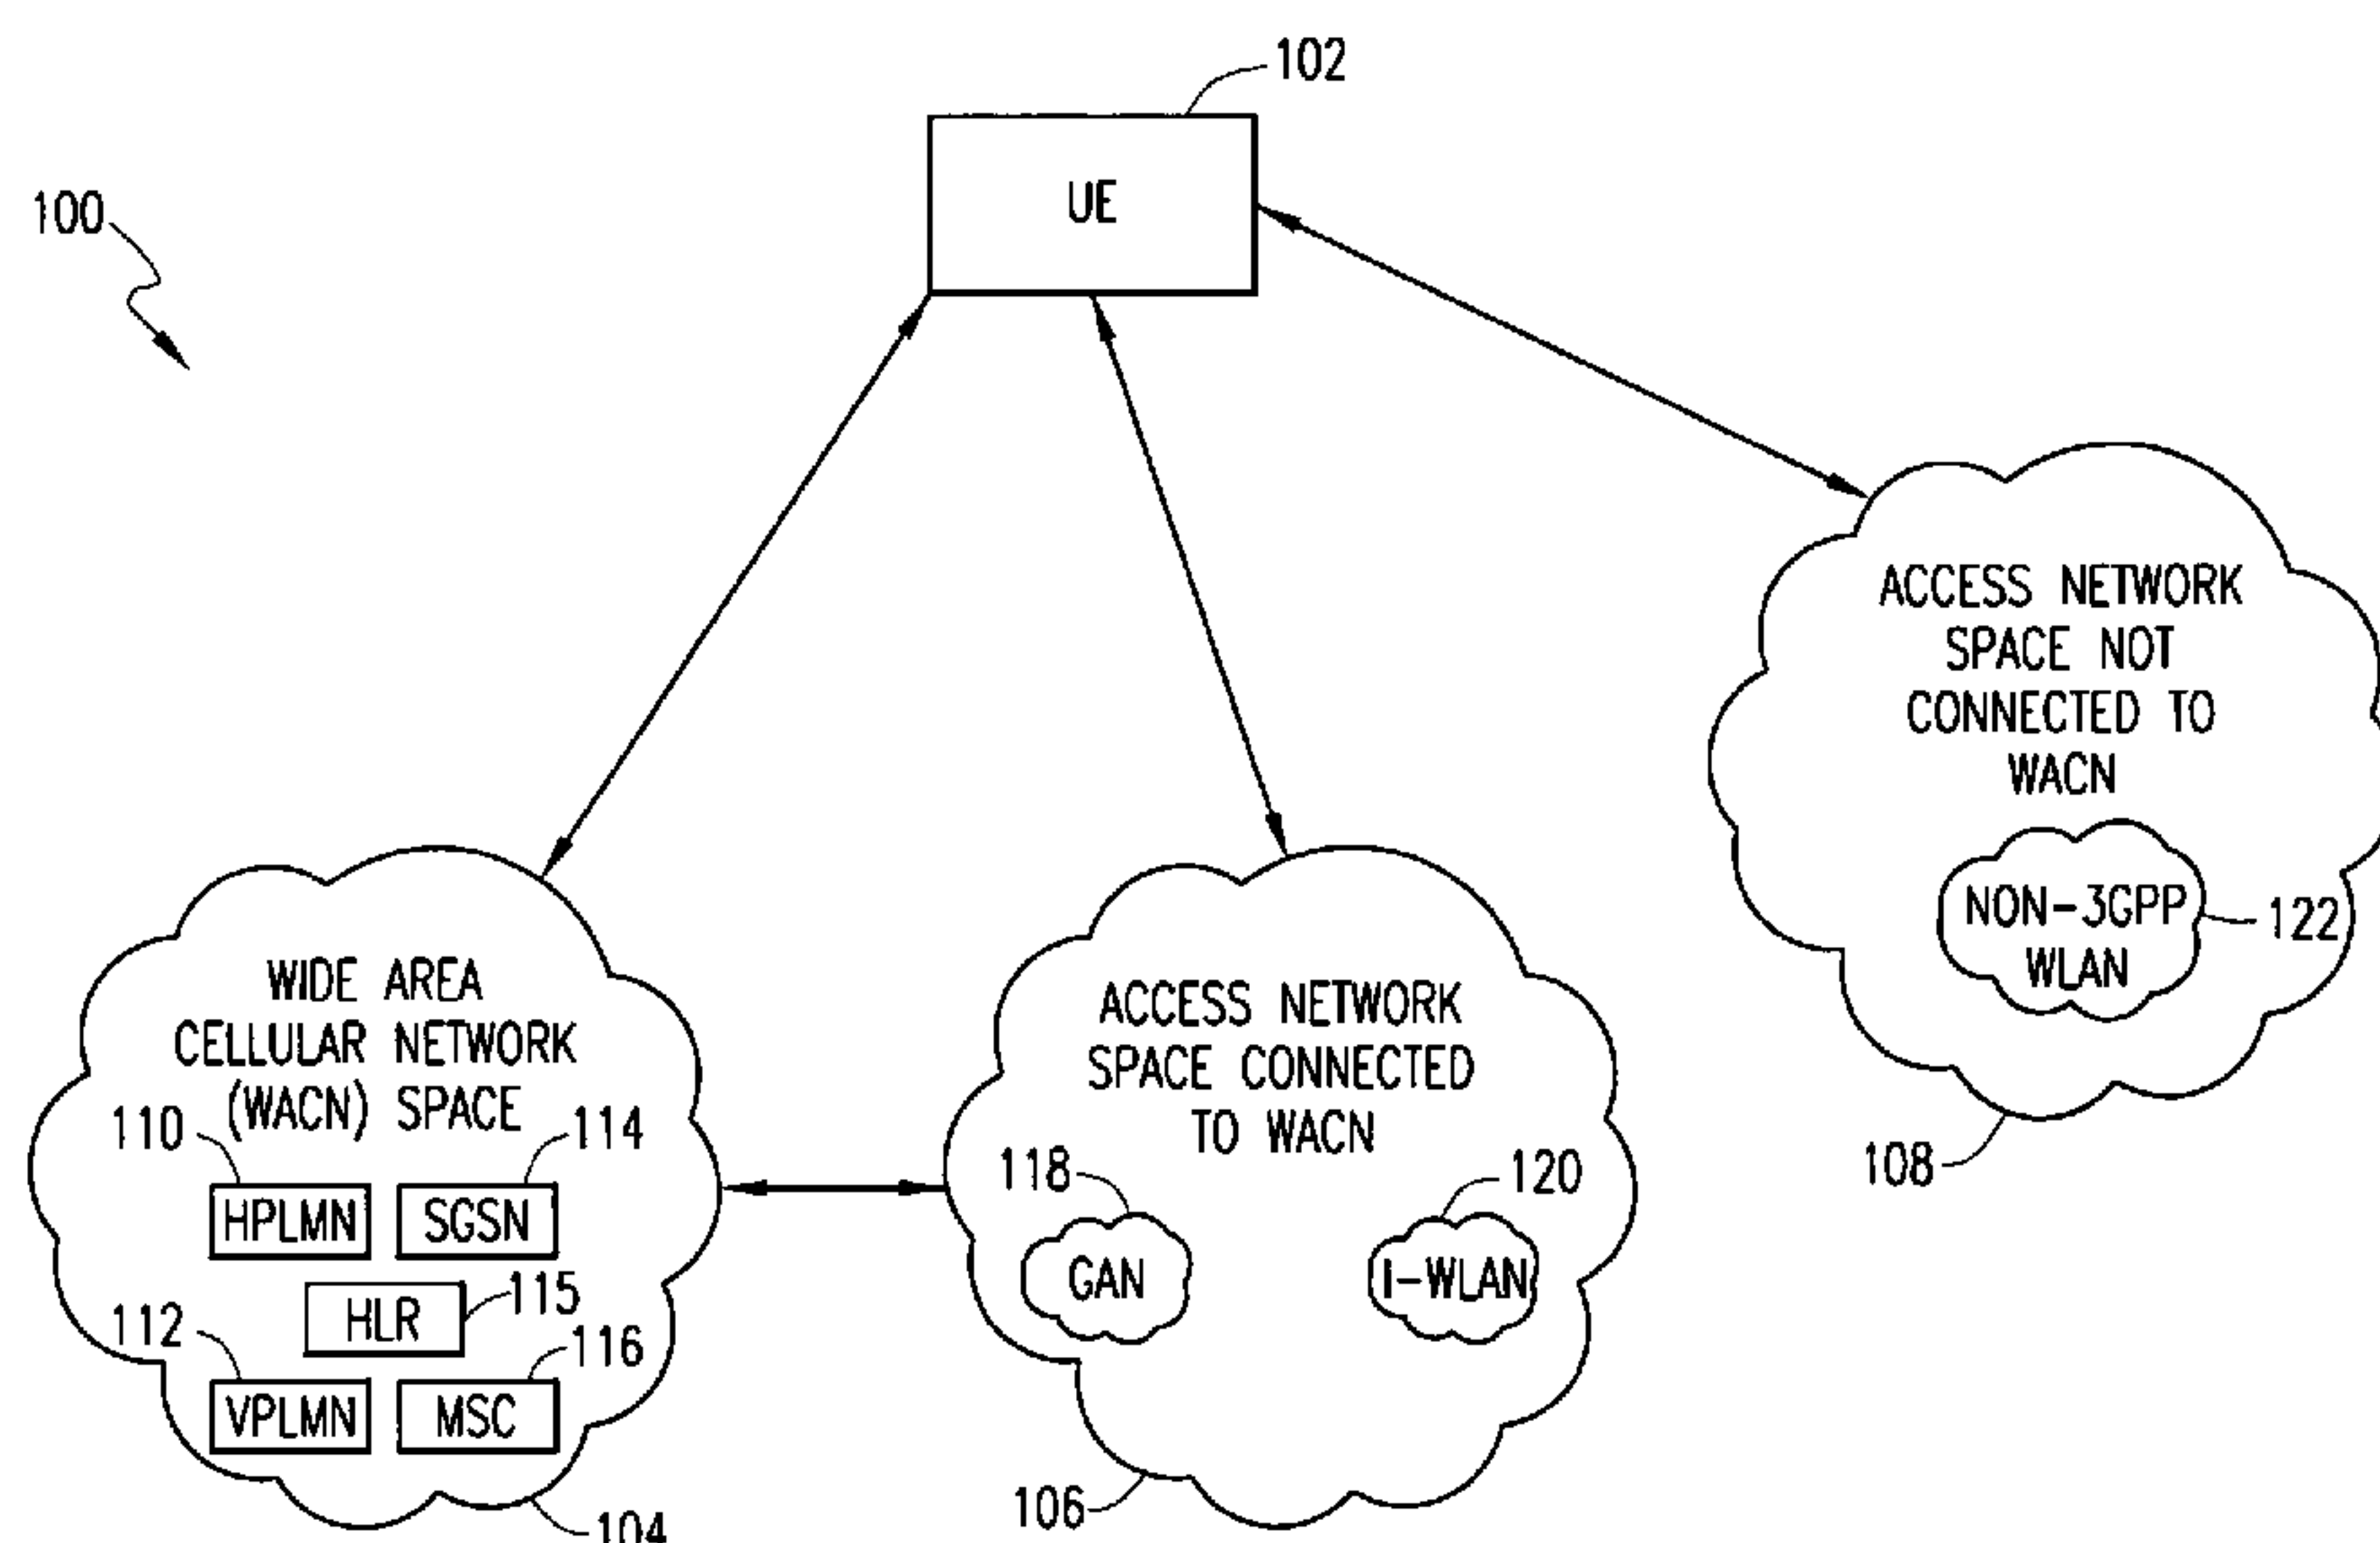 102
UE
100
ACCESS NETWORK
SPACE NOT
CONNECTED TO
WACN
NON-3GPP
WLAN
122
108
WIDE AREA
CELLULAR NETWORK
(WACN) SPACE
110
114
HPLMN
SGSN
HLR
115
112
116
VPLMN
MSC
104
ACCESS NETWORK
SPACE CONNECTED
TO WACN
118
120
GAN
I-WLAN
106